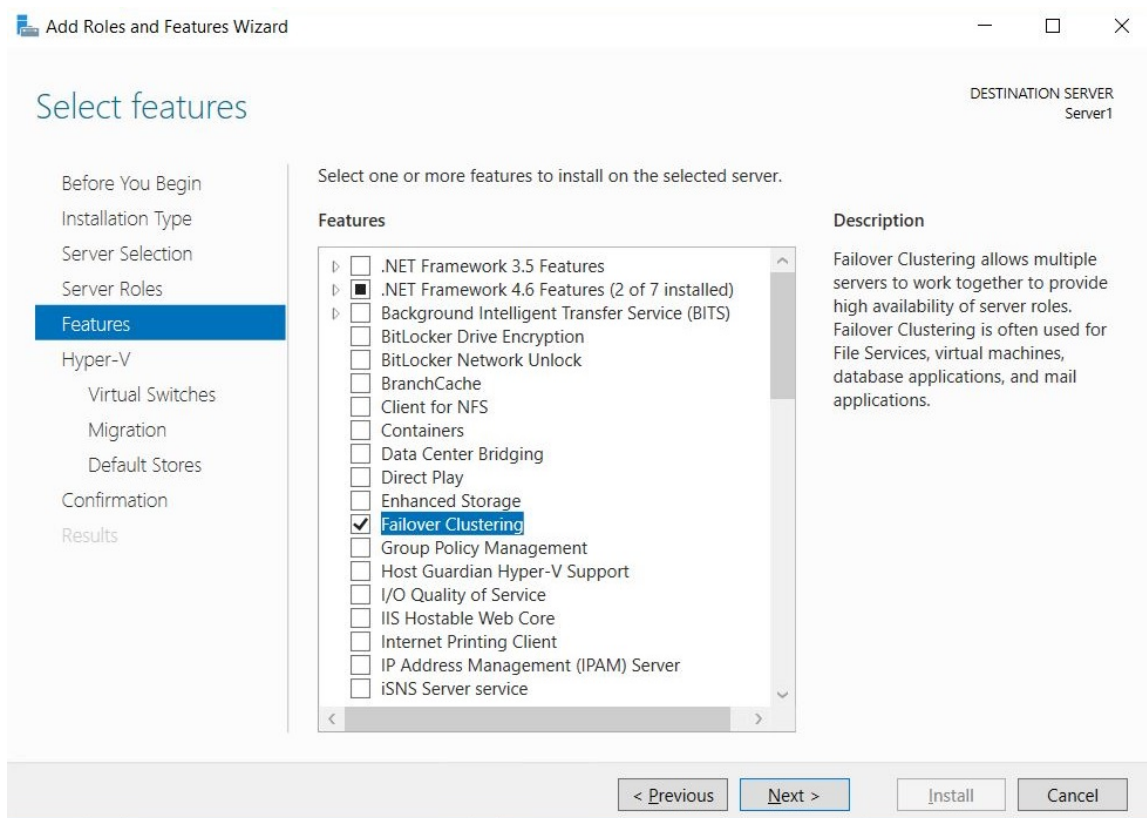 Add Roles and Features Wizard
Select features
DESTINATION SERVER
Server1
Before You Begin
Installation Type
Server Selection
Server Roles
Features
Hyper-V
Virtual Switches
Migration
Default Stores
Confirmation
Results
Select one or more features to install on the selected server.
Features
.NET Framework 3.5 Features
.NET Framework 4.6 Features (2 of 7 installed)
Background Intelligent Transfer Service (BITS)
BitLocker Drive Encryption
BitLocker Network Unlock
BranchCache
Client for NFS
Containers
Data Center Bridging
Direct Play
Enhanced Storage
Failover Clustering
Group Policy Management
Host Guardian Hyper-V Support
I/O Quality of Service
IIS Hostable Web Core
Internet Printing Client
IP Address Management (IPAM) Server
iSNS Server service
Description
Failover Clustering allows multiple
servers to work together to provide
high availability of server roles.
Failover Clustering is often used for
File Services, virtual machines,
database applications, and mail
applications.
< Previous
Next >
Install
Cancel